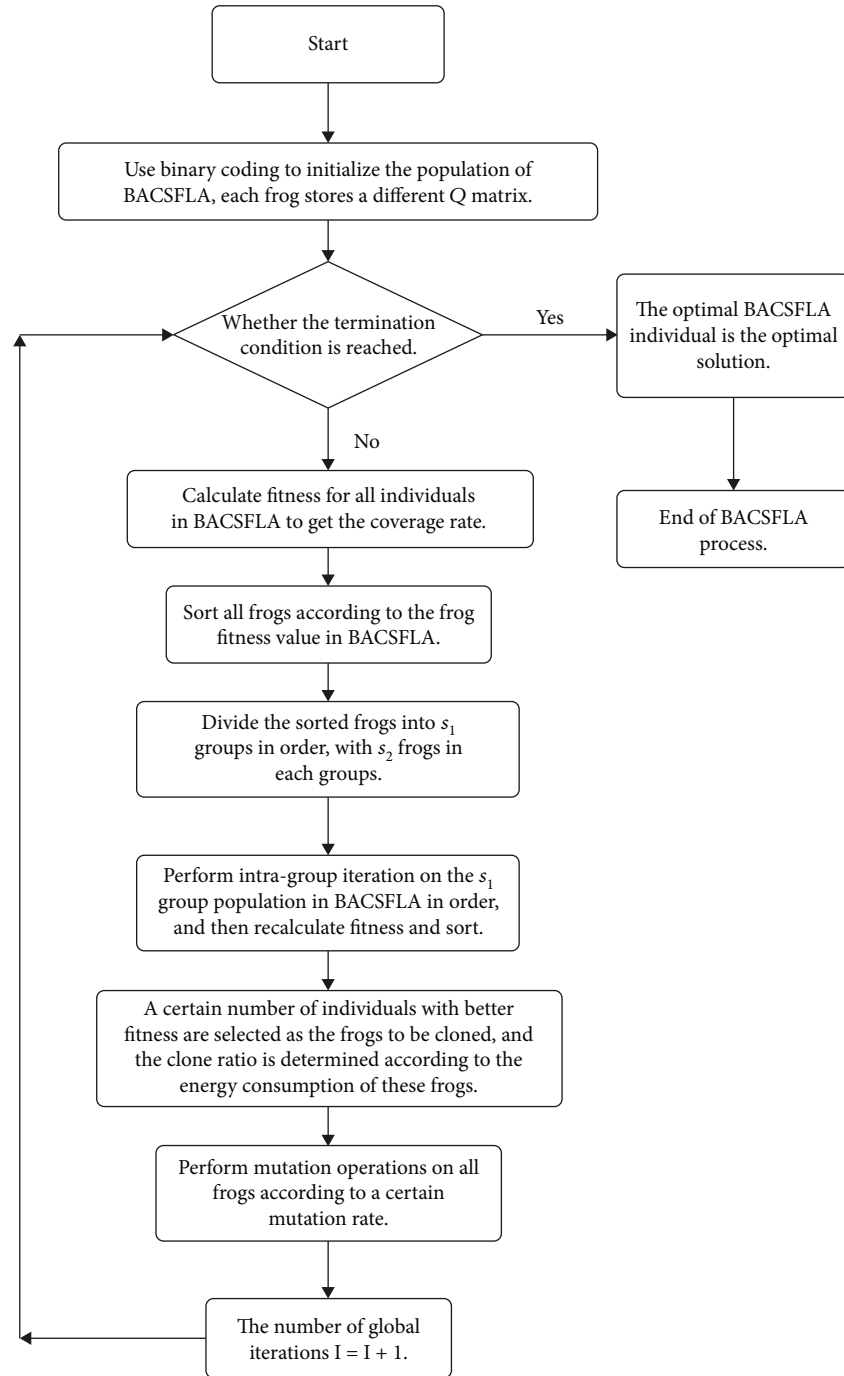 Start
Use binary coding to initialize the population of
BACSFLA, each frog stores a different Q matrix.
Whether the termination
condition is reached.
Yes
The optimal BACSFLA
individual is the optimal
solution.
No
End of BACSFLA
process.
Calculate fitness for all individuals
in BACSFLA to get the coverage rate.
Sort all frogs according to the frog
fitness value in BACSFLA.
Divide the sorted frogs into s₁
groups in order, with s₂ frogs in
each groups.
Perform intra-group iteration on the s₁
group population in BACSFLA in order,
and then recalculate fitness and sort.
A certain number of individuals with better
fitness are selected as the frogs to be cloned, and
the clone ratio is determined according to the
energy consumption of these frogs.
Perform mutation operations on all
frogs according to a certain
mutation rate.
The number of global
iterations I = I + 1.